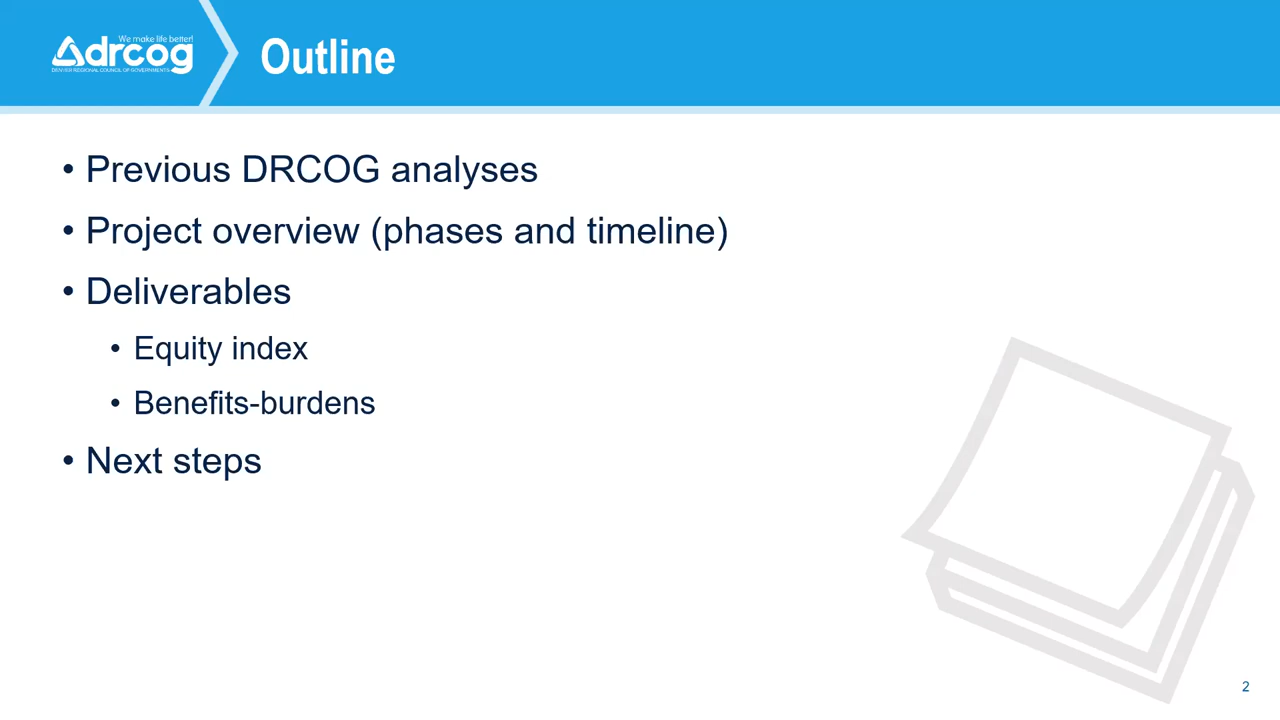 We make life better!
drcog
DENVER REGIONAL COUNCIL OF GOVERNMENTS
Outline
• Previous DRCOG analyses
• Project overview (phases and timeline)
• Deliverables
• Equity index
• Benefits-burdens
• Next steps
2